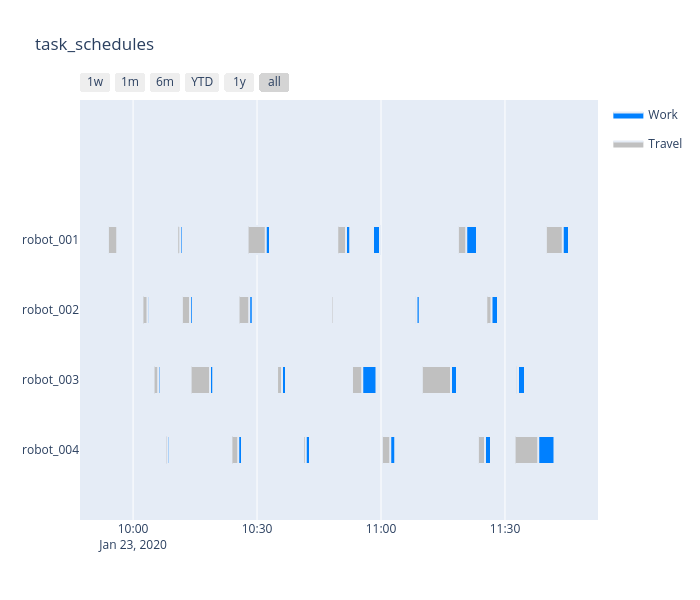 task_schedules
1w 1m 6m YTD 1y all
Work
Travel
robot_001
robot_002
robot_003
robot_004
10:00 10:30 11:00 11:30
Jan 23, 2020